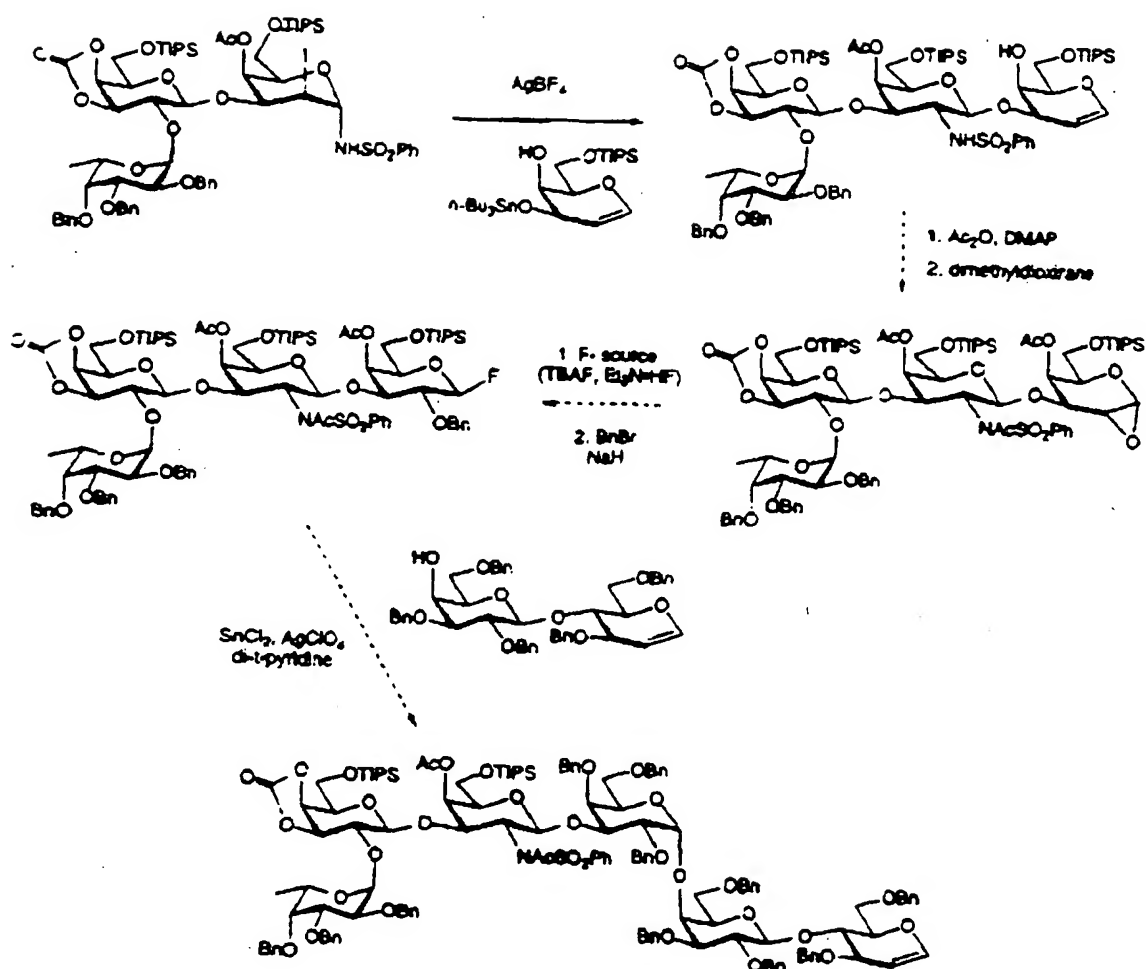 OTIPS
AcO
OTIPS
AgBF₄
NHSO₂Ph
OBn
OBn
BnO
HO
OTIPS
n-Bu₃SnO
OTIPS
AcO
OTIPS
HO
OTIPS
NHSO₂Ph
OBn
OBn
BnO
1. Ac₂O, DMAP
2. dimethyldioxirane
OTIPS
AcO
OTIPS
AcO
OTIPS
F
NAcSO₂Ph
OBn
OBn
OBn
BnO
1. F- source
(TBAF, Et₃N•HF)
2. BnBr
NaH
OTIPS
AcO
OTIPS
AcO
OTIPS
NAcSO₂Ph
OBn
OBn
BnO
HO
OBn
OBn
BnO
OBn
BnO
SnCl₂, AgClO₄
di-t-pyridine
OTIPS
AcO
OTIPS
BnO
OBn
NAcSO₂Ph
BnO
OBn
OBn
BnO
OBn
OBn
BnO
OBn
BnO